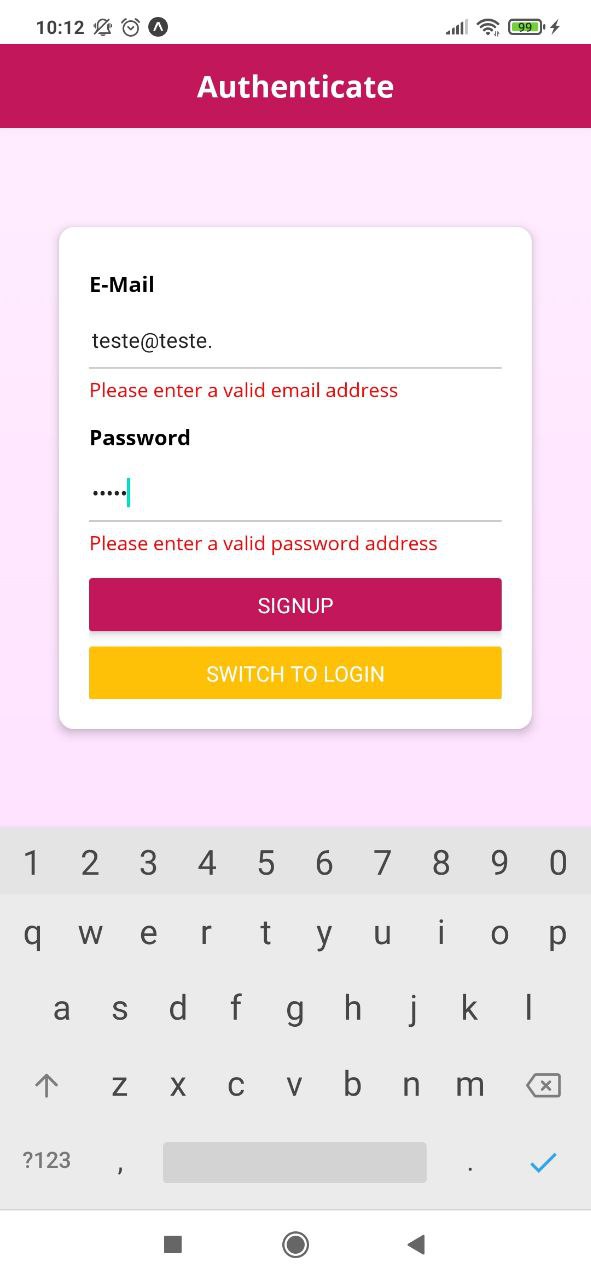 10:12
99
Authenticate
E-Mail
teste@teste.
Please enter a valid email address
Password
•••••
Please enter a valid password address
SIGNUP
SWITCH TO LOGIN
1 2 3 4 5 6 7 8 9 0
q w e r t y u i o p
a s d f g h j k l
z x c v b n m
?123 , .